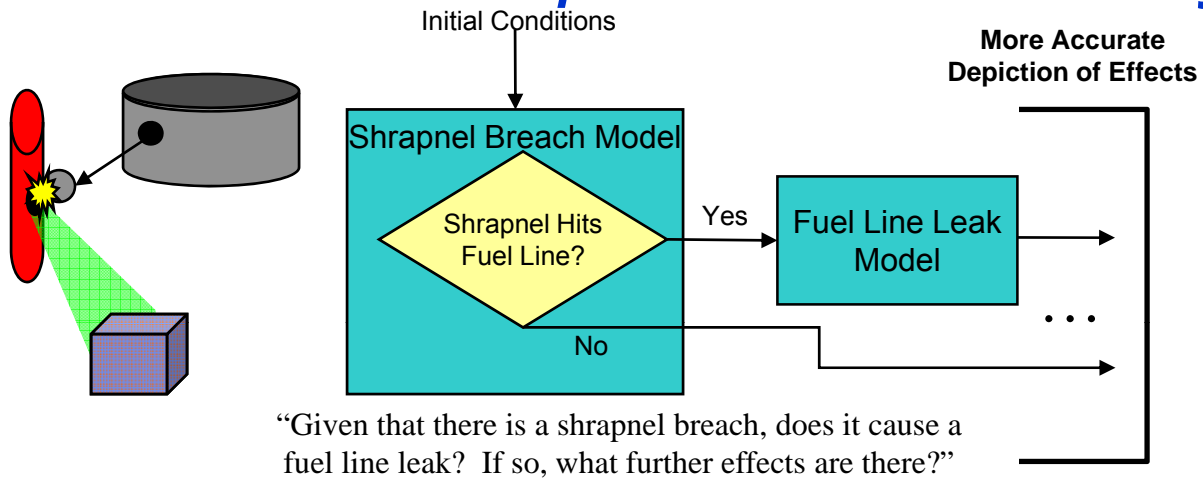 Initial Conditions
More Accurate
Depiction of Effects
Shrapnel Breach Model
Shrapnel Hits
Fuel Line?
Yes
Fuel Line Leak
Model
. . .
No
“Given that there is a shrapnel breach, does it cause a
fuel line leak? If so, what further effects are there?”